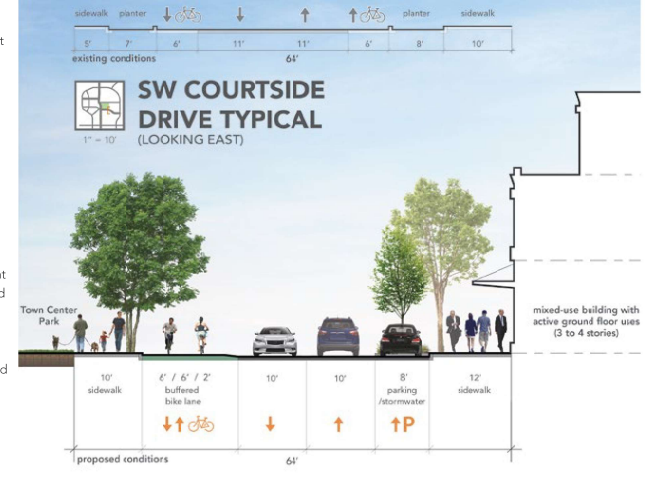 sidewalk planter planter sidewalk
5' 7' 6' 11' 11' 6' 8' 10'
existing conditions 64'
SW COURTSIDE
DRIVE TYPICAL
1" = 10' (LOOKING EAST)
Town Center
Park
mixed-use building with
active ground floor uses
(3 to 4 stories)
10' 6' / 6' / 2' 10' 10' 8' 12'
sidewalk buffered parking sidewalk
bike lane /stormwater
P
proposed conditions 64'